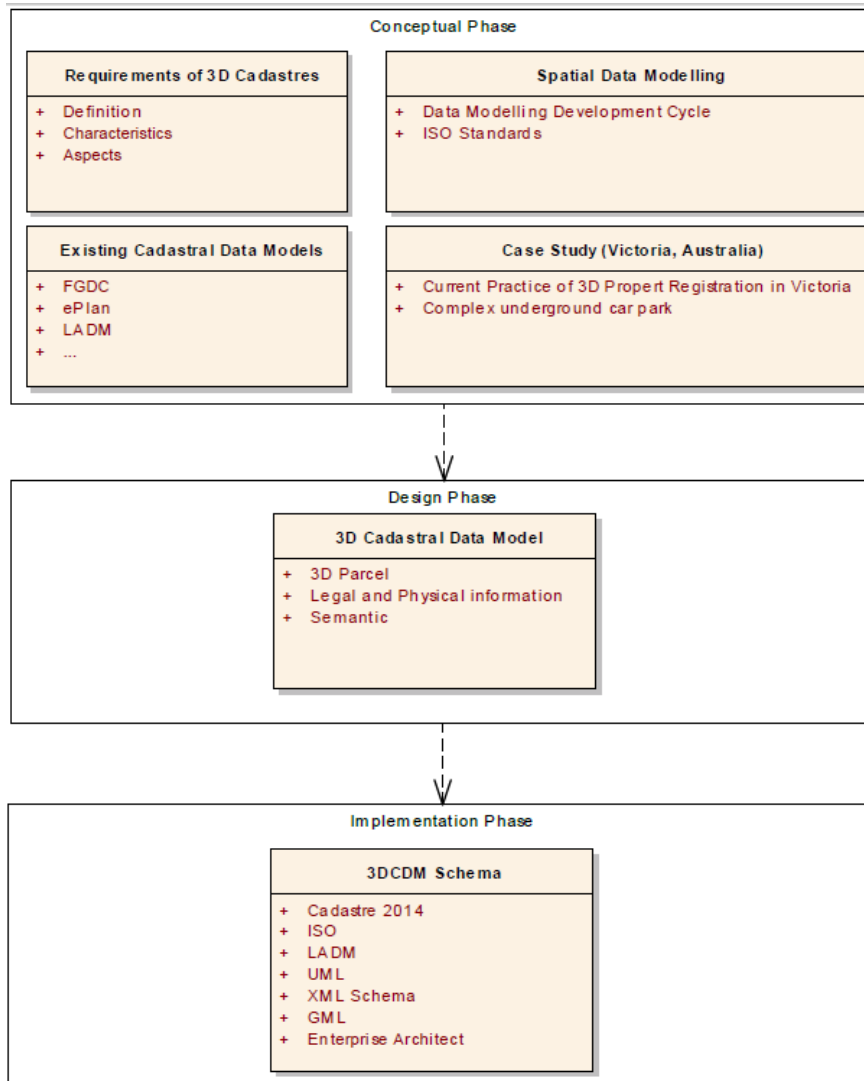 Conceptual Phase
Requirements of 3D Cadastres
+ Definition
+ Characteristics
+ Aspects
Spatial Data Modelling
+ Data Modelling Development Cycle
+ ISO Standards
Existing Cadastral Data Models
+ FGDC
+ ePlan
+ LADM
+ ...
Case Study (Victoria, Australia)
+ Current Practice of 3D Propert Registration in Victoria
+ Complex underground car park
Design Phase
3D Cadastral Data Model
+ 3D Parcel
+ Legal and Physical information
+ Semantic
Implementation Phase
3DCDM Schema
+ Cadastre 2014
+ ISO
+ LADM
+ UML
+ XML Schema
+ GML
+ Enterprise Architect